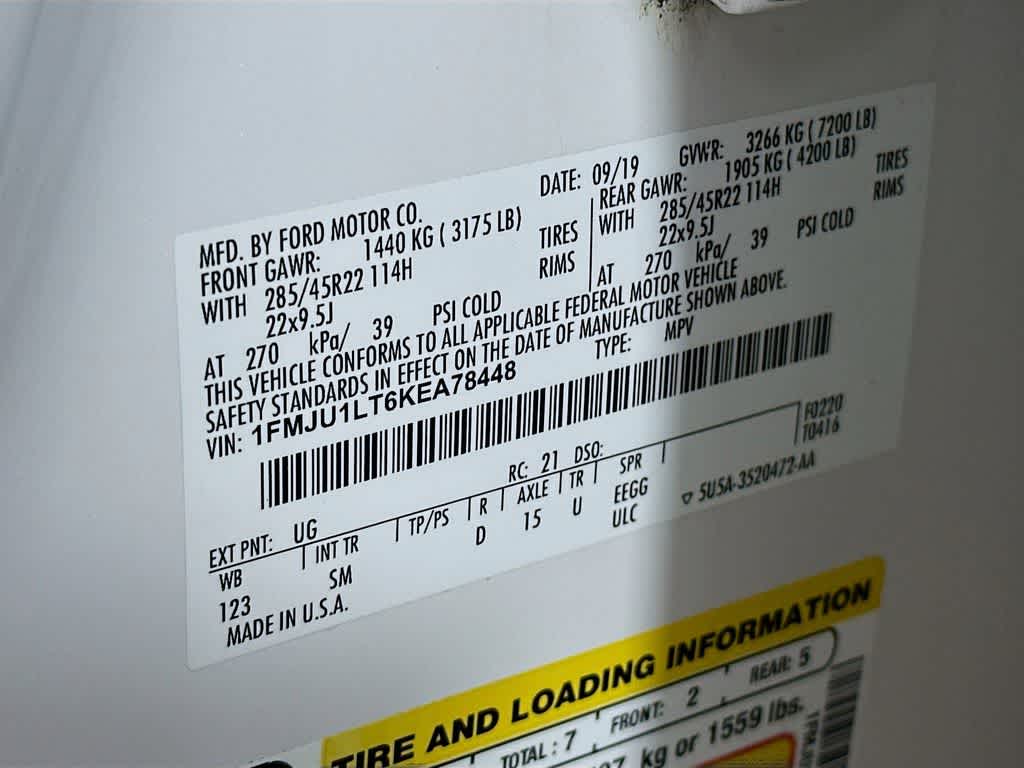 MFD. BY FORD MOTOR CO. DATE: 09/19 GVWR: 3266 KG ( 7200 LB)
FRONT GAWR: 1440 KG ( 3175 LB) REAR GAWR: 1905 KG ( 4200 LB)
WITH 285/45R22 114H TIRES WITH 285/45R22 114H TIRES
22x9.5J RIMS 22x9.5J RIMS
AT 270 kPa/ 39 PSI COLD AT 270 kPa/ 39 PSI COLD
THIS VEHICLE CONFORMS TO ALL APPLICABLE FEDERAL MOTOR VEHICLE
SAFETY STANDARDS IN EFFECT ON THE DATE OF MANUFACTURE SHOWN ABOVE.
VIN: 1FMJU1LT6KEA78448 TYPE: MPV
F0220
T0416
EXT PNT: UG RC: 21 DSO:
WB INT TR TP/PS R AXLE TR SPR
123 SM D 15 U EEGG
ULC
▽ 5U5A-3520472-AA
MADE IN U.S.A.
TIRE AND LOADING INFORMATION
TOTAL : 7 FRONT: 2 REAR: 5
kg or 1559 lbs.